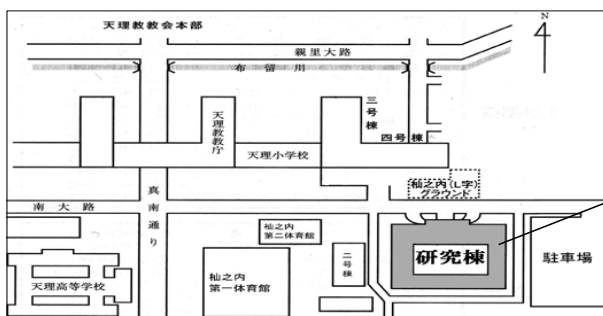 天理教教会本部
N
親里大路
布留川
三号棟
天理教教庁
四号棟
天理小学校
杣之内(L字)
グラウンド
南大路
真南通り
杣之内
第二体育館
研究棟
駐車場
二号棟
杣之内
第一体育館
天理高等学校